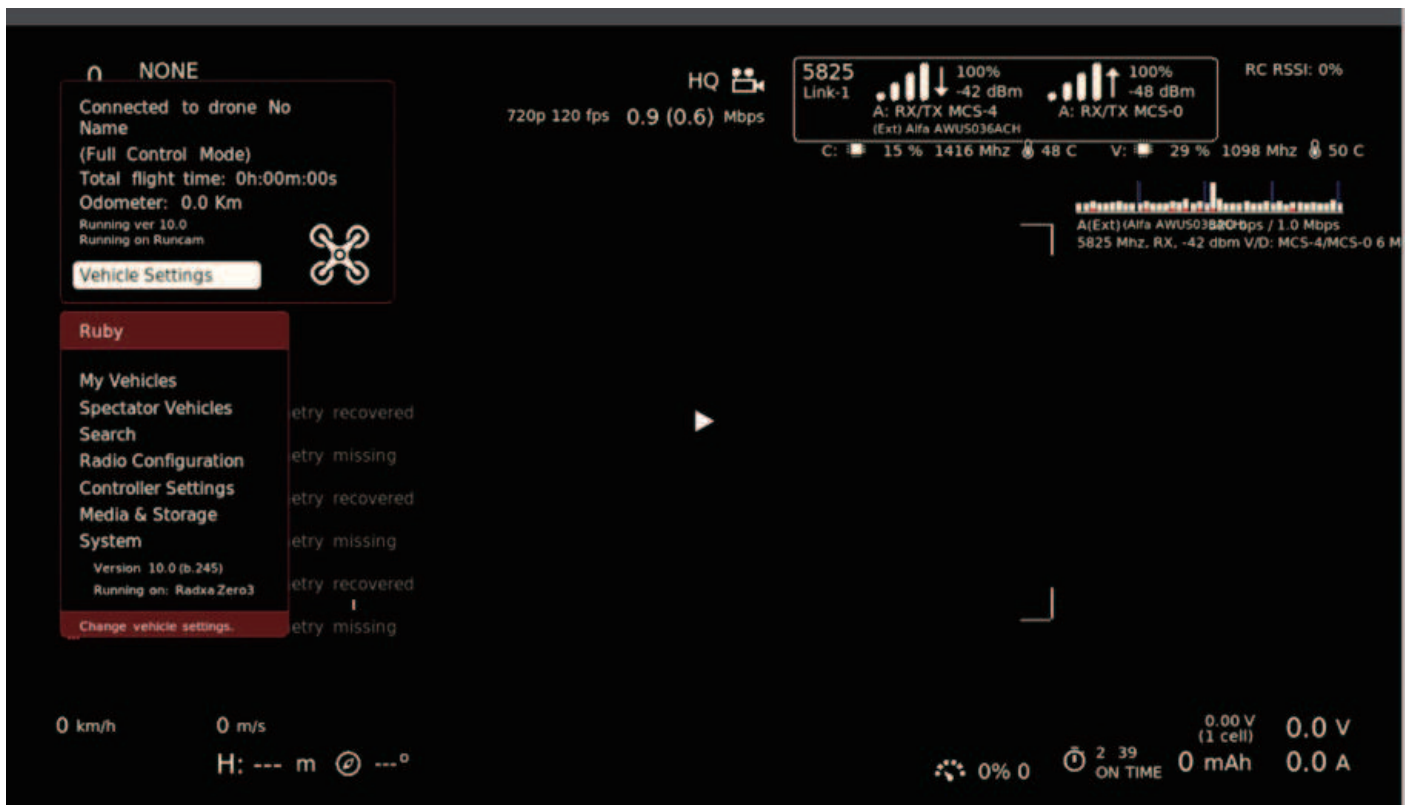 0 NONE
HQ
720p 120 fps 0.9 (0.6) Mbps
5825
Link-1
100%
-42 dBm
A: RX/TX MCS-4
(Ext) Alfa AWUS036ACH
100%
-48 dBm
A: RX/TX MCS-0
RC RSSI: 0%
C: 15 % 1416 Mhz 48 C V: 29 % 1098 Mhz 50 C
A(Ext) (Alfa bps / 1.0 Mbps
5825 Mhz, RX, -42 dbm V/D: MCS-4/MCS-0 6 M
Connected to drone No
Name
(Full Control Mode)
Total flight time: 0h:00m:00s
Odometer: 0.0 Km
Running ver 10.0
Running on Runcam
Vehicle Settings
Ruby
My Vehicles
Spectator Vehicles
Search
Radio Configuration
Controller Settings
Media & Storage
System
Version 10.0 (b.245)
Running on: Radxa Zero3
Change vehicle settings.
etry recovered
etry missing
etry recovered
etry missing
etry recovered
etry missing
0 km/h 0 m/s
H: --- m ---°
0% 0
2 39
ON TIME
0.00 V
(1 cell)
0.0 V
0 mAh 0.0 A